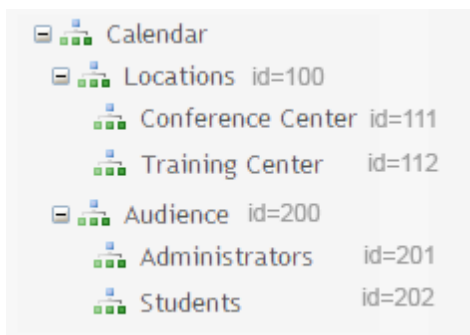 Calendar
Locations id=100
Conference Center id=111
Training Center id=112
Audience id=200
Administrators id=201
Students id=202